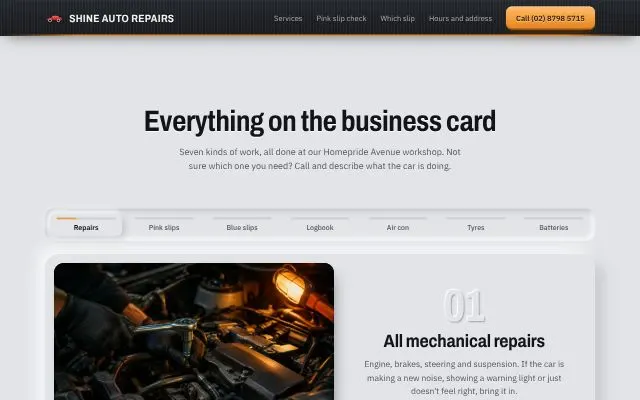 SHINE AUTO REPAIRS
Services Pink slip check Which slip Hours and address Call (02) 8798 5715
Everything on the business card
Seven kinds of work, all done at our Homepride Avenue workshop. Not
sure which one you need? Call and describe what the car is doing.
Repairs Pink slips Blue slips Logbook Air con Tyres Batteries
01
All mechanical repairs
Engine, brakes, steering and suspension. If the car is
making a new noise, showing a warning light or just
doesn't feel right, bring it in.